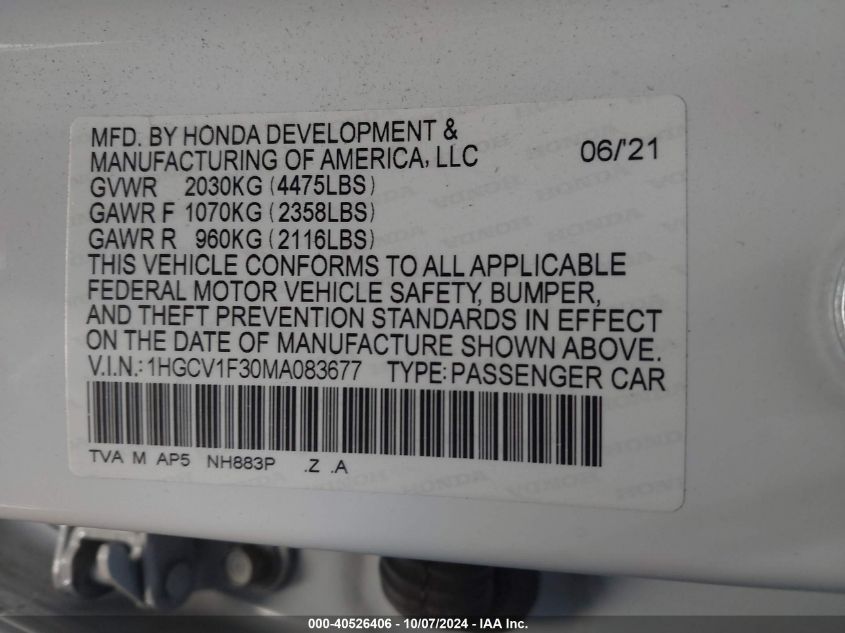 MFD. BY HONDA DEVELOPMENT &
MANUFACTURING OF AMERICA, LLC 06/'21
GVWR 2030KG (4475LBS)
GAWR F 1070KG (2358LBS)
GAWR R 960KG (2116LBS)
THIS VEHICLE CONFORMS TO ALL APPLICABLE
FEDERAL MOTOR VEHICLE SAFETY, BUMPER,
AND THEFT PREVENTION STANDARDS IN EFFECT
ON THE DATE OF MANUFACTURE SHOWN ABOVE.
V.I.N.: 1HGCV1F30MA083677 TYPE: PASSENGER CAR
TVA M AP5 NH883P .Z .A
000-40526406 - 10/07/2024 - IAA Inc.